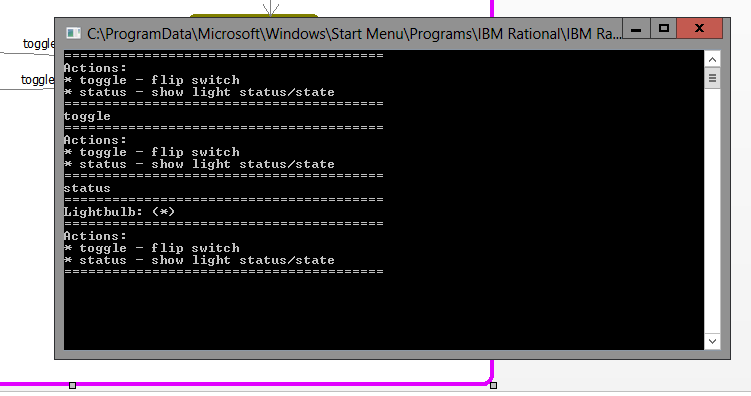 C:\ProgramData\Microsoft\Windows\Start Menu\Programs\IBM Rational\IBM Ra...
toggle
toggle
========================================
Actions:
* toggle - flip switch
* status - show light status/state
========================================
toggle
========================================
Actions:
* toggle - flip switch
* status - show light status/state
========================================
status
========================================
Lightbulb: (*)
========================================
Actions:
* toggle - flip switch
* status - show light status/state
========================================